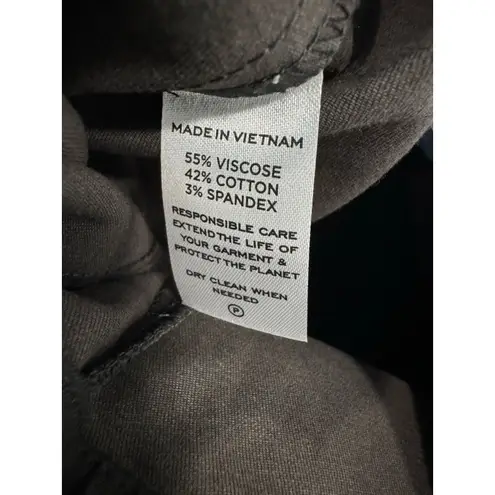 MADE IN VIETNAM
55% VISCOSE
42% COTTON
3% SPANDEX
RESPONSIBLE CARE
EXTEND THE LIFE OF
YOUR GARMENT &
PROTECT THE PLANET
DRY CLEAN WHEN
NEEDED
P